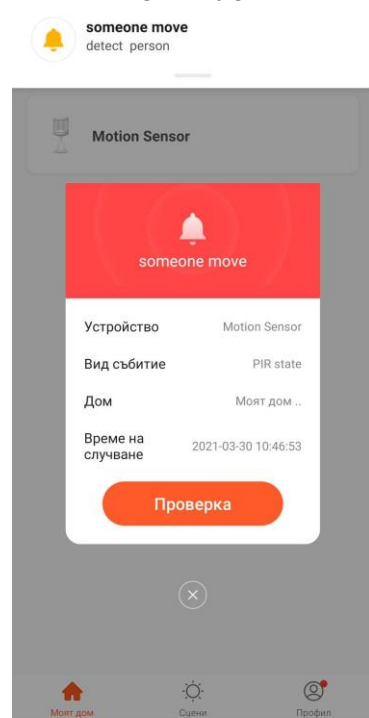 someone move
detect person
Motion Sensor
someone move
Устройство Motion Sensor
Вид събитие PIR state
Дом Моят дом ..
Време на
случване 2021-03-30 10:46:53
Проверка
Моят дом Сцени Профил